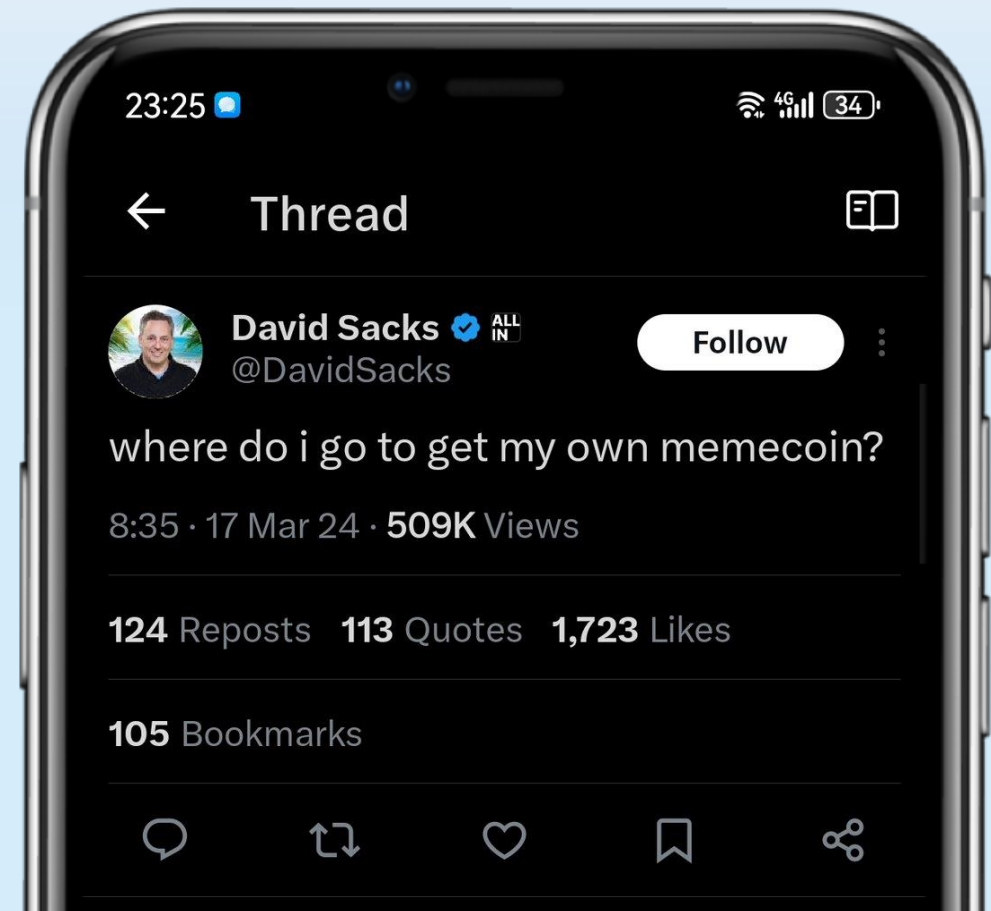 23:25 4G 34
Thread
David Sacks ALL IN
Follow
@DavidSacks
where do i go to get my own memecoin?
8:35 · 17 Mar 24 · 509K Views
124 Reposts 113 Quotes 1,723 Likes
105 Bookmarks